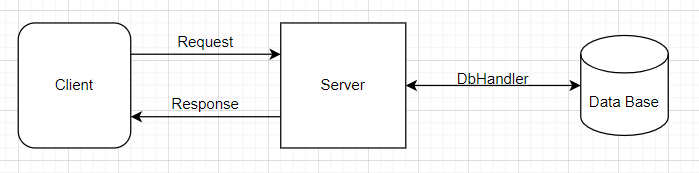 Request
Client
Server
DbHandler
Data Base
Response